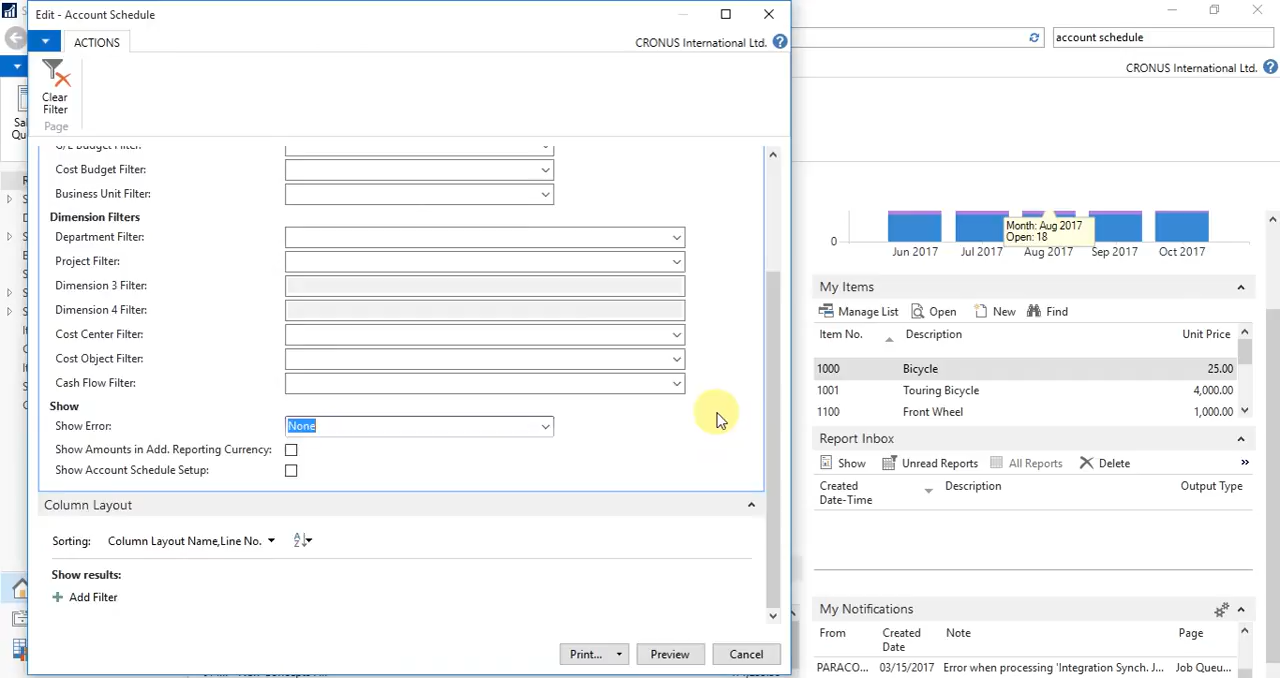 Edit - Account Schedule
ACTIONS
CRONUS International Ltd.
Clear
Filter
Page
G/L Budget Filter:
Cost Budget Filter:
Business Unit Filter:
Dimension Filters
Department Filter:
Project Filter:
Dimension 3 Filter:
Dimension 4 Filter:
Cost Center Filter:
Cost Object Filter:
Cash Flow Filter:
Show
Show Error: None
Show Amounts in Add. Reporting Currency:
Show Account Schedule Setup:
Column Layout
Sorting: Column Layout Name,Line No.
Show results:
Add Filter
Print... Preview Cancel
account schedule
CRONUS International Ltd.
0
Month: Aug 2017
Open: 18
Jun 2017 Jul 2017 Aug 2017 Sep 2017 Oct 2017
My Items
Manage List Open New Find
Item No. Description Unit Price
1000 Bicycle 25.00
1001 Touring Bicycle 4,000.00
1100 Front Wheel 1,000.00
Report Inbox
Show Unread Reports All Reports Delete »
Created
Date-Time Description Output Type
My Notifications
From Created
Date Note Page
PARACO... 03/15/2017 Error when processing 'Integration Synch. J... Job Queu...